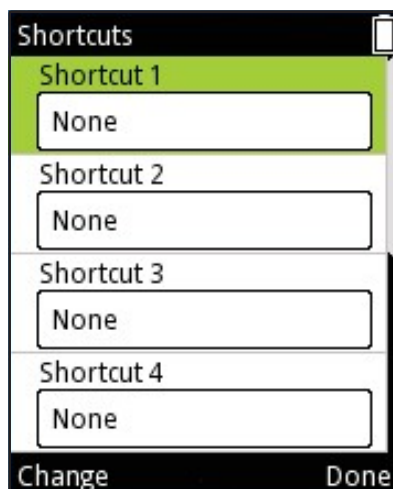 Shortcuts
Shortcut 1
None
Shortcut 2
None
Shortcut 3
None
Shortcut 4
None
Change Done